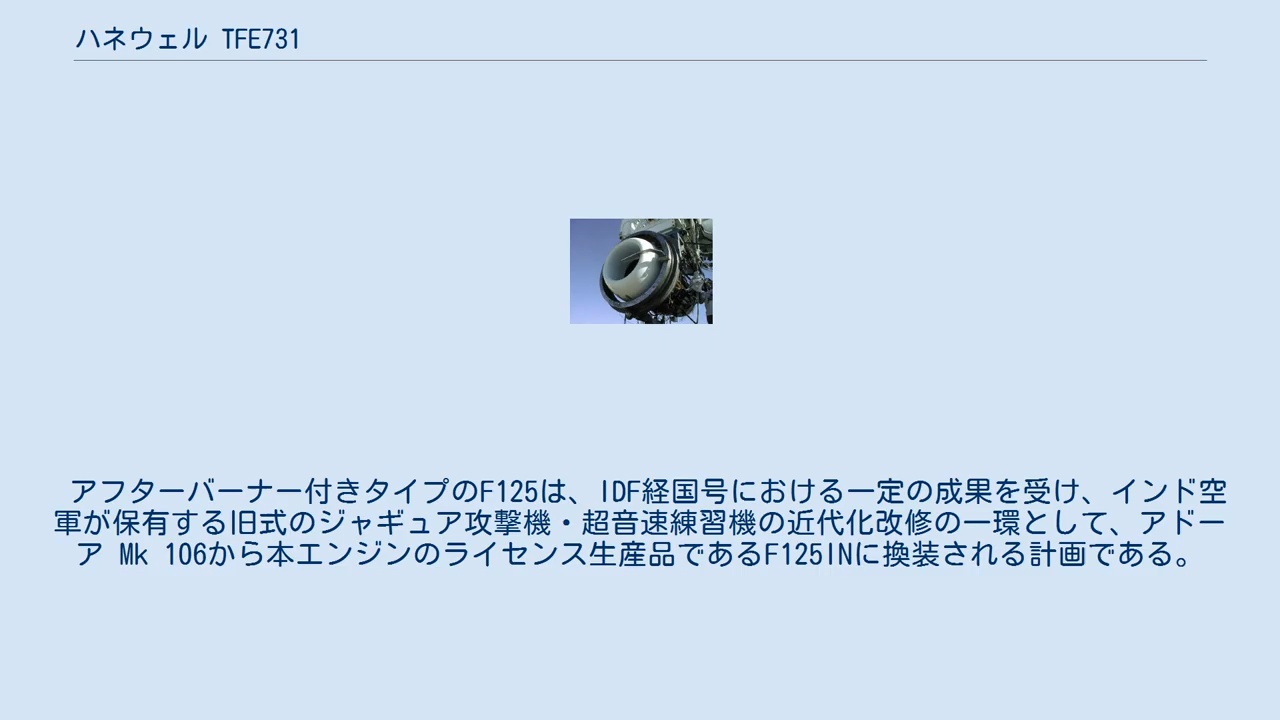 ハネウェル TFE731
アフターバーナー付きタイプのF125は、IDF経国号における一定の成果を受け、インド空
軍が保有する旧式のジャギュア攻撃機・超音速練習機の近代化改修の一環として、アドー
ア Mk 106から本エンジンのライセンス生産品であるF125INに換装される計画である。